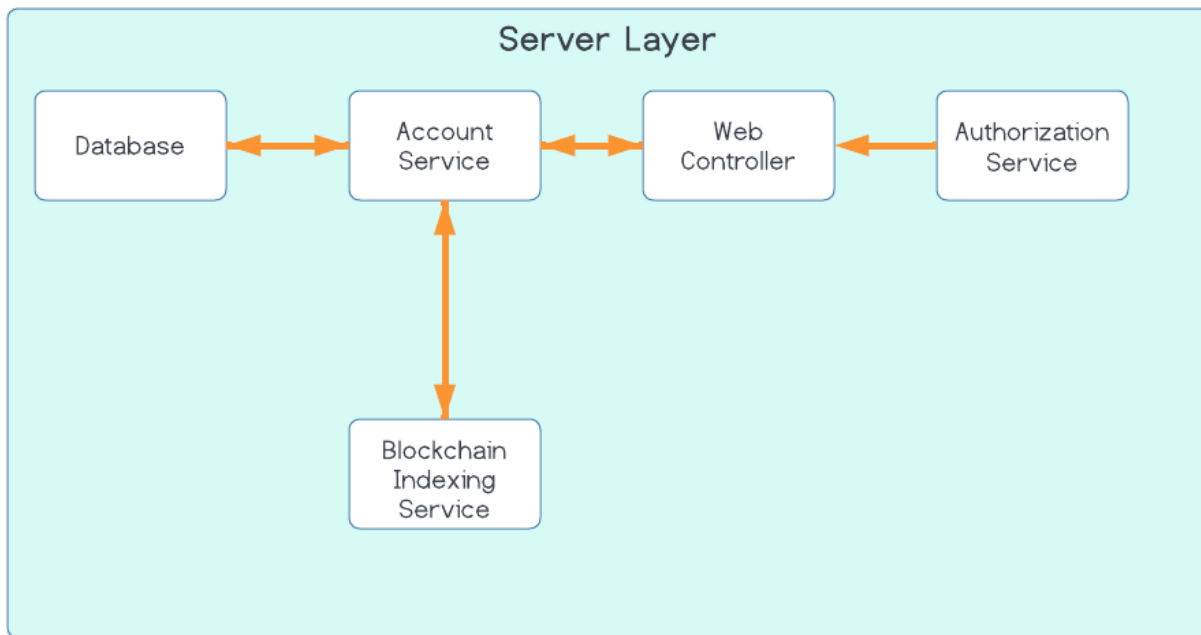 Server Layer
Database
Account
Service
Web
Controller
Authorization
Service
Blockchain
Indexing
Service